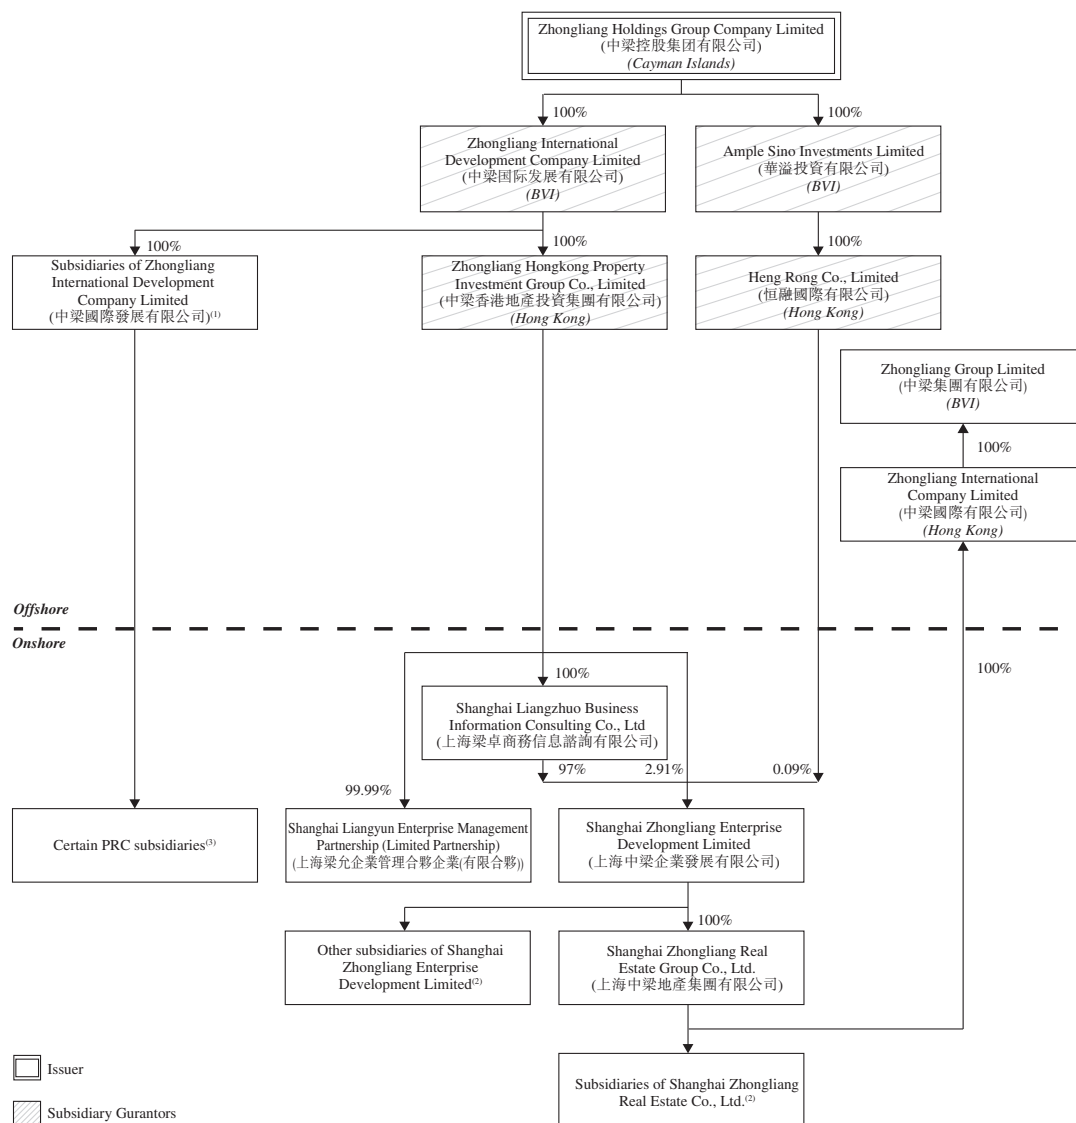 Zhongliang Holdings Group Company Limited
(中梁控股集団有限公司)
(Cayman Islands)
100%
100%
Zhongliang International
Development Company Limited
(中梁国际发展有限公司)
(BVI)
Ample Sino Investments Limited
(華溢投資有限公司)
(BVI)
100%
100%
100%
Subsidiaries of Zhongliang
International Development
Company Limited
(中梁國際發展有限公司)(1)
Zhongliang Hongkong Property
Investment Group Co., Limited
(中梁香港地產投資集團有限公司)
(Hong Kong)
Heng Rong Co., Limited
(恒融國際有限公司)
(Hong Kong)
Zhongliang Group Limited
(中梁集團有限公司)
(BVI)
100%
Zhongliang International
Company Limited
(中梁國際有限公司)
(Hong Kong)
Offshore
Onshore
100%
100%
Shanghai Liangzhuo Business
Information Consulting Co., Ltd
(上海梁卓商務信息諮詢有限公司)
97%
2.91%
0.09%
99.99%
Certain PRC subsidiaries(3)
Shanghai Liangyun Enterprise Management
Partnership (Limited Partnership)
(上海梁允企業管理合夥企業(有限合夥))
Shanghai Zhongliang Enterprise
Development Limited
(上海中梁企業發展有限公司)
100%
Other subsidiaries of Shanghai
Zhongliang Enterprise
Development Limited(2)
Shanghai Zhongliang Real
Estate Group Co., Ltd.
(上海中梁地產集團有限公司)
Issuer
Subsidiaries of Shanghai Zhongliang
Real Estate Co., Ltd.(2)
Subsidiary Gurantors